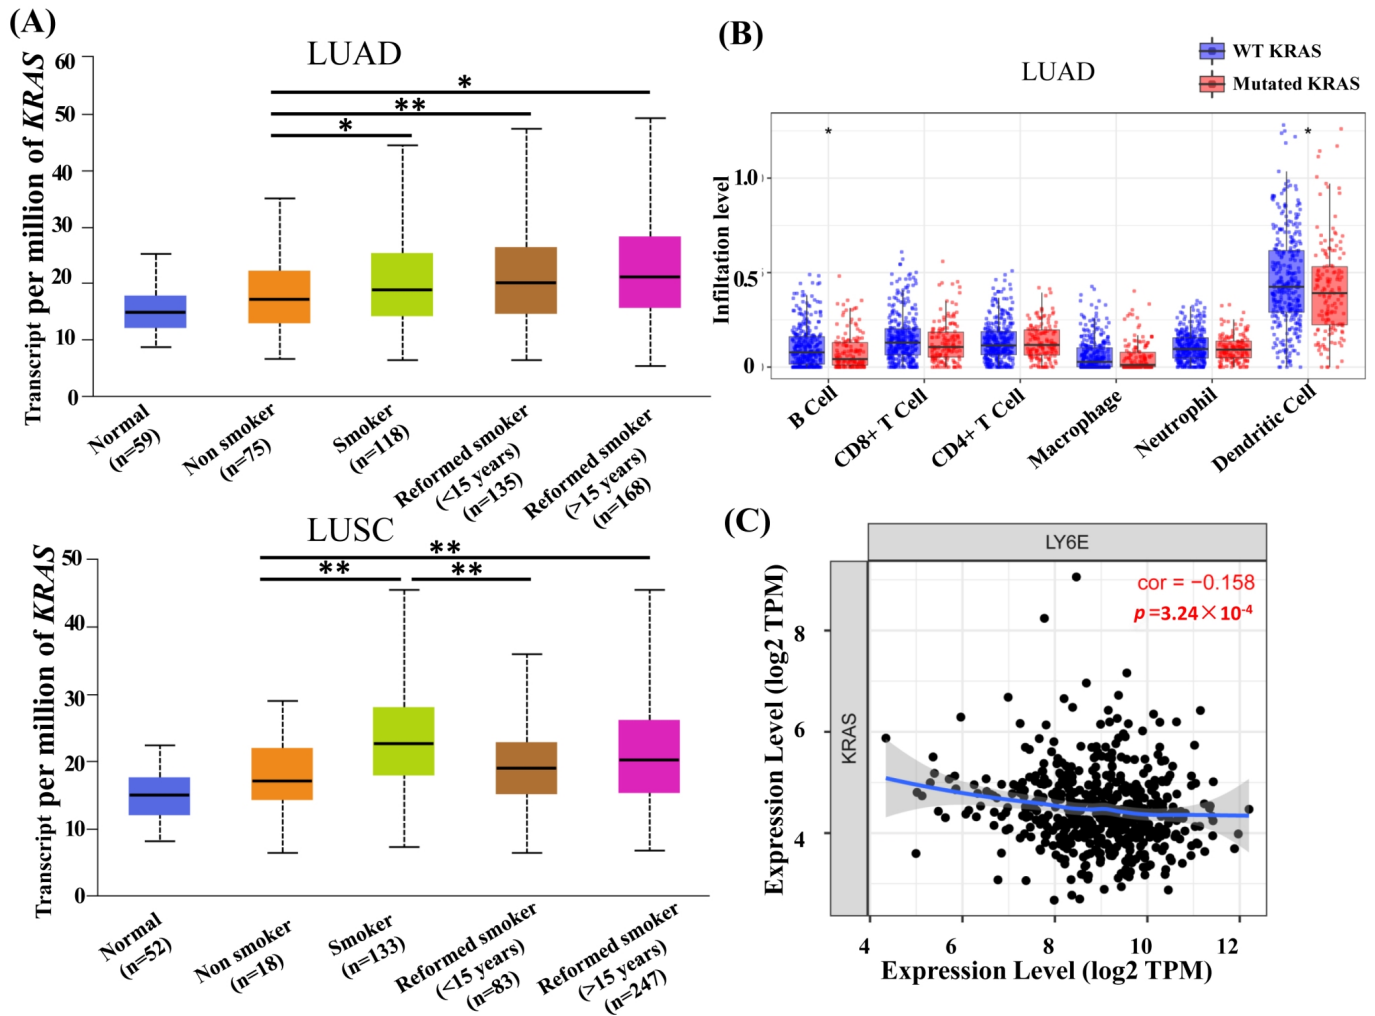 (A)
LUAD
Transcript per million of KRAS
60
50
40
30
20
10
0
*
**
*
Normal
(n=59)
Non smoker
(n=75)
Smoker
(n=118)
Reformed smoker
(<15 years)
(n=135)
Reformed smoker
(>15 years)
(n=168)
LUSC
Transcript per million of KRAS
50
40
30
20
10
0
**
**
**
Normal
(n=52)
Non smoker
(n=18)
Smoker
(n=133)
Reformed smoker
(<15 years)
(n=83)
Reformed smoker
(>15 years)
(n=247)
(B)
LUAD
WT KRAS
Mutated KRAS
Infiltation level
1.0
0.5
0
*
*
B Cell
CD8+ T Cell
CD4+ T Cell
Macrophage
Neutrophil
Dendritic Cell
(C)
LY6E
KRAS
Expression Level (log2 TPM)
cor = −0.158
p =3.24×10-4
8
6
4
4
6
8
10
12
Expression Level (log2 TPM)